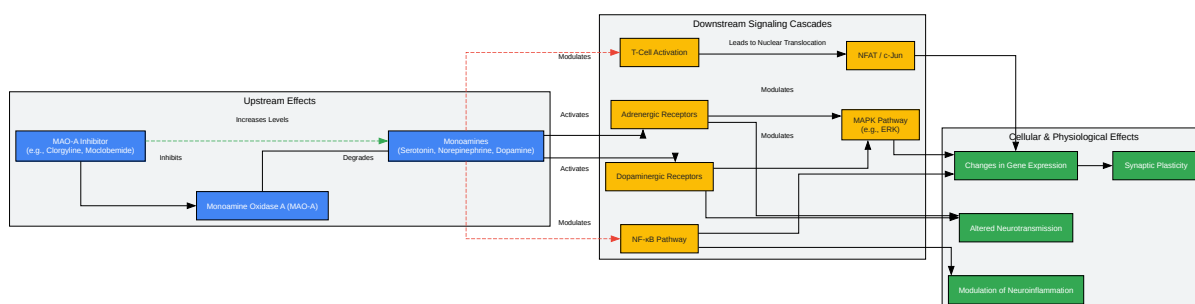 Downstream Signaling Cascades
T-Cell Activation
Leads to Nuclear Translocation
NFAT / c-Jun
Modulates
Upstream Effects
Increases Levels
MAO-A Inhibitor
(e.g., Clorgyline, Moclobemide)
Inhibits
Degrades
Monoamines
(Serotonin, Norepinephrine, Dopamine)
Monoamine Oxidase A (MAO-A)
Activates
Activates
Modulates
Adrenergic Receptors
Modulates
Modulates
MAPK Pathway
(e.g., ERK)
Dopaminergic Receptors
NF-κB Pathway
Cellular & Physiological Effects
Changes in Gene Expression
Synaptic Plasticity
Altered Neurotransmission
Modulation of Neuroinflammation